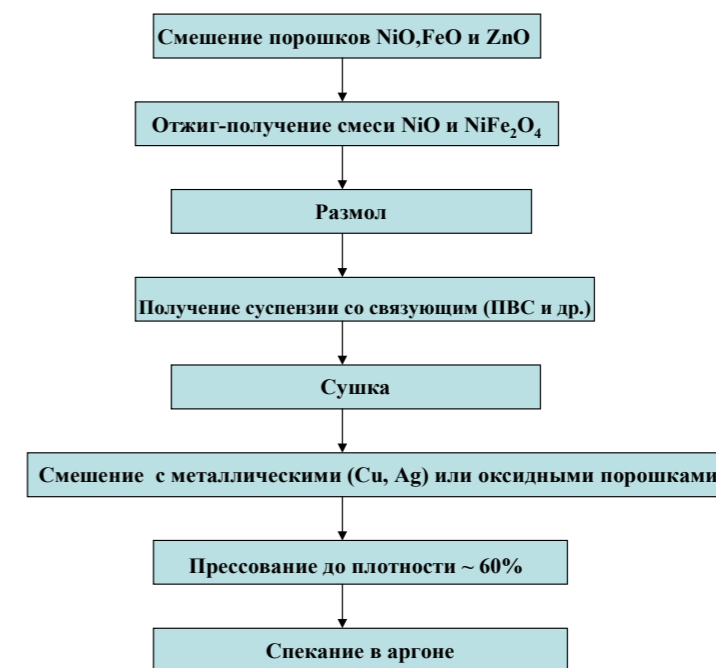 Смешение порошков NiO,FeO и ZnO
Отжиг-получение смеси NiO и NiFe₂O₄
Размол
Получение суспензии со связующим (ПВС и др.)
Сушка
Смешение с металлическими (Cu, Ag) или оксидными порошками
Прессование до плотности ~ 60%
Спекание в аргоне